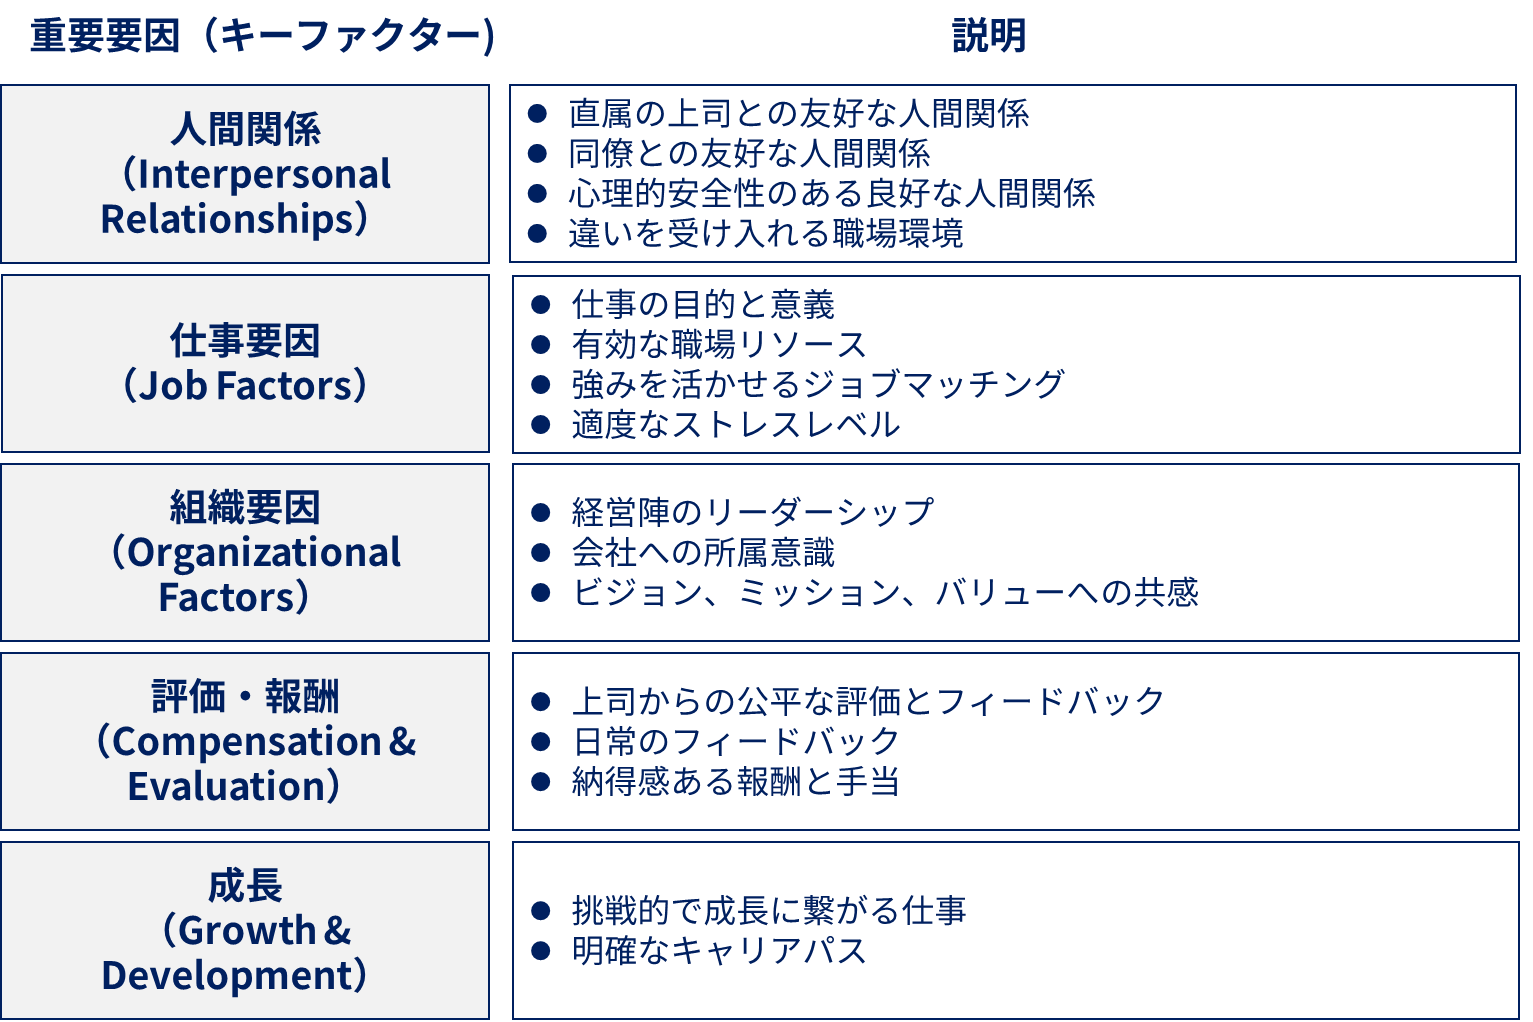 重要要因（キーファクター)
説明
人間関係
（Interpersonal
Relationships）
● 直属の上司との友好な人間関係
● 同僚との友好な人間関係
● 心理的安全性のある良好な人間関係
● 違いを受け入れる職場環境
仕事要因
（Job Factors）
● 仕事の目的と意義
● 有効な職場リソース
● 強みを活かせるジョブマッチング
● 適度なストレスレベル
組織要因
（Organizational
Factors）
● 経営陣のリーダーシップ
● 会社への所属意識
● ビジョン、ミッション、バリューへの共感
評価・報酬
（Compensation &
Evaluation）
● 上司からの公平な評価とフィードバック
● 日常のフィードバック
● 納得感ある報酬と手当
成長
（Growth &
Development）
● 挑戦的で成長に繋がる仕事
● 明確なキャリアパス